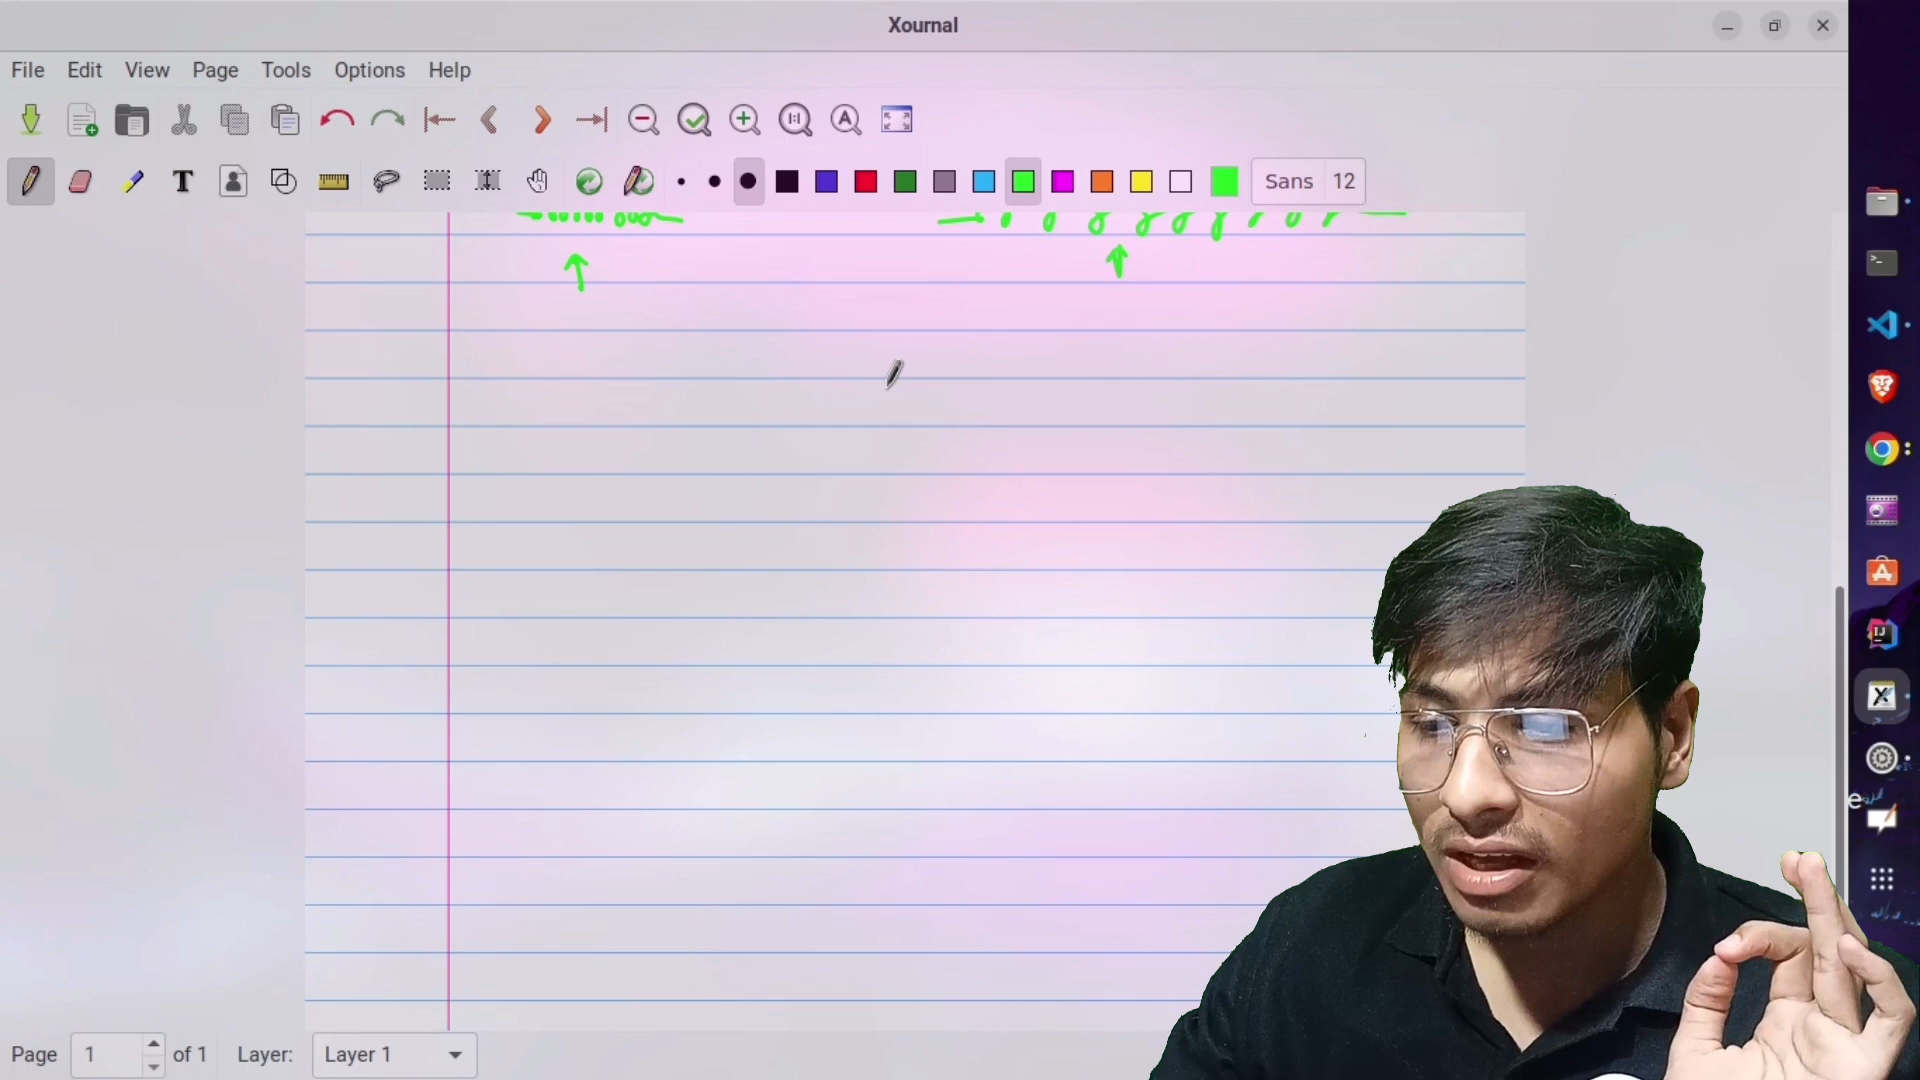 Xournal
File Edit View Page Tools Options Help
T Sans 12
Page 1 of 1 Layer: Layer 1